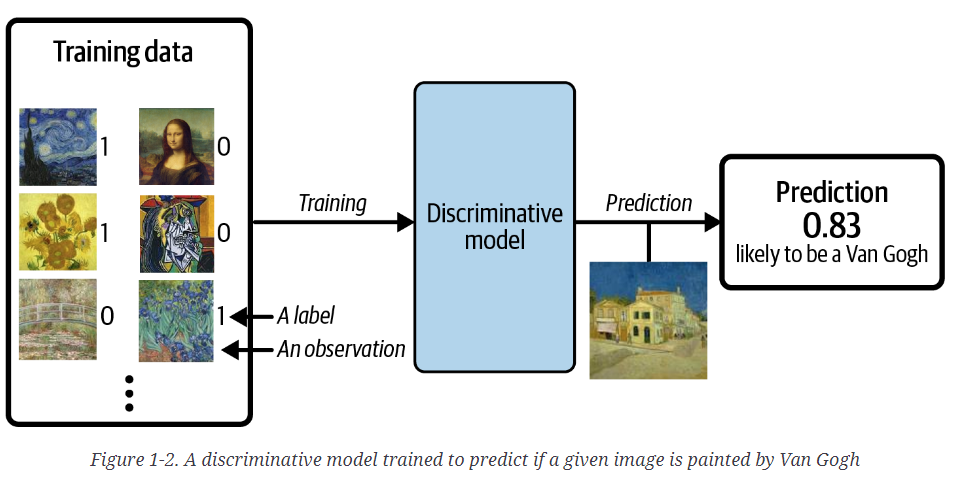 Training data
1
0
1
0
0
1
A label
An observation
Training
Discriminative
model
Prediction
Prediction
0.83
likely to be a Van Gogh
Figure 1-2. A discriminative model trained to predict if a given image is painted by Van Gogh